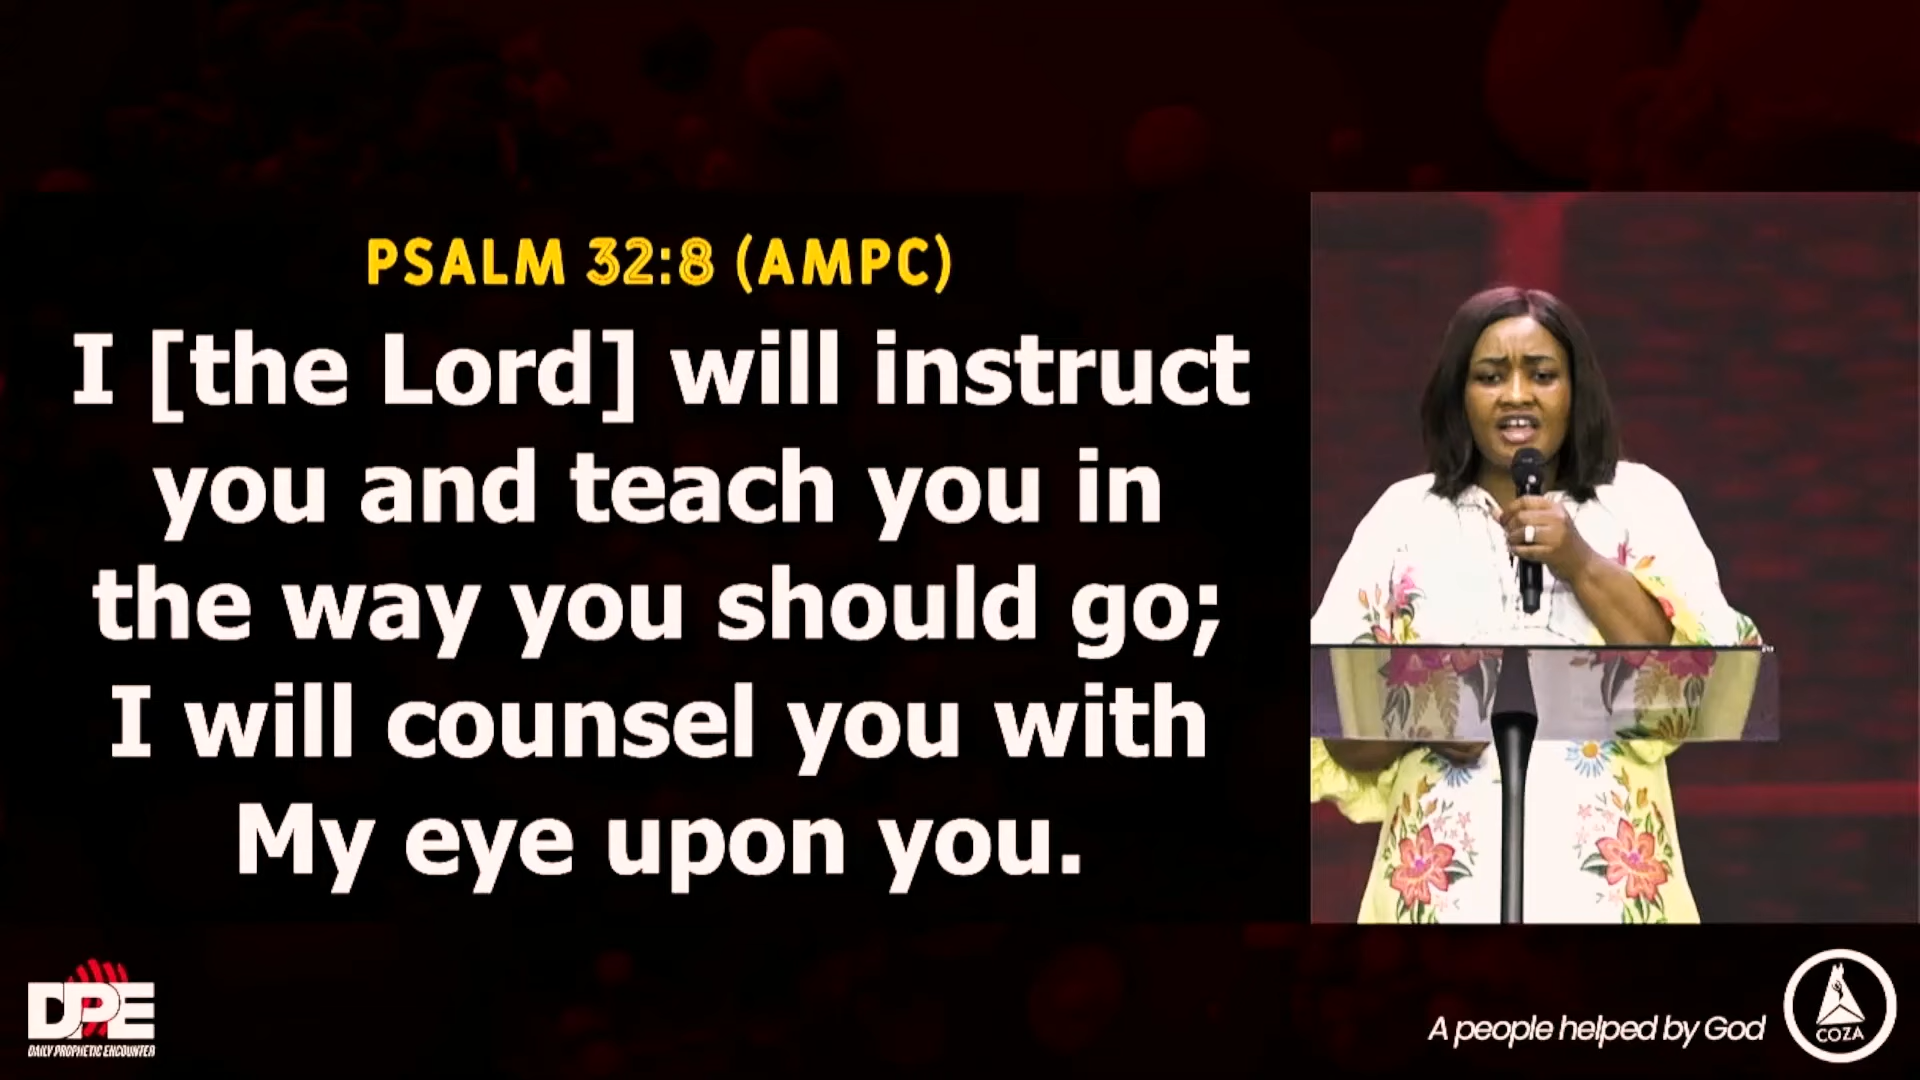 PSALM 32:8 (AMPC)
I [the Lord] will instruct
you and teach you in
the way you should go;
I will counsel you with
My eye upon you.
DPE
DAILY PROPHETIC ENCOUNTER
A people helped by God
COZA